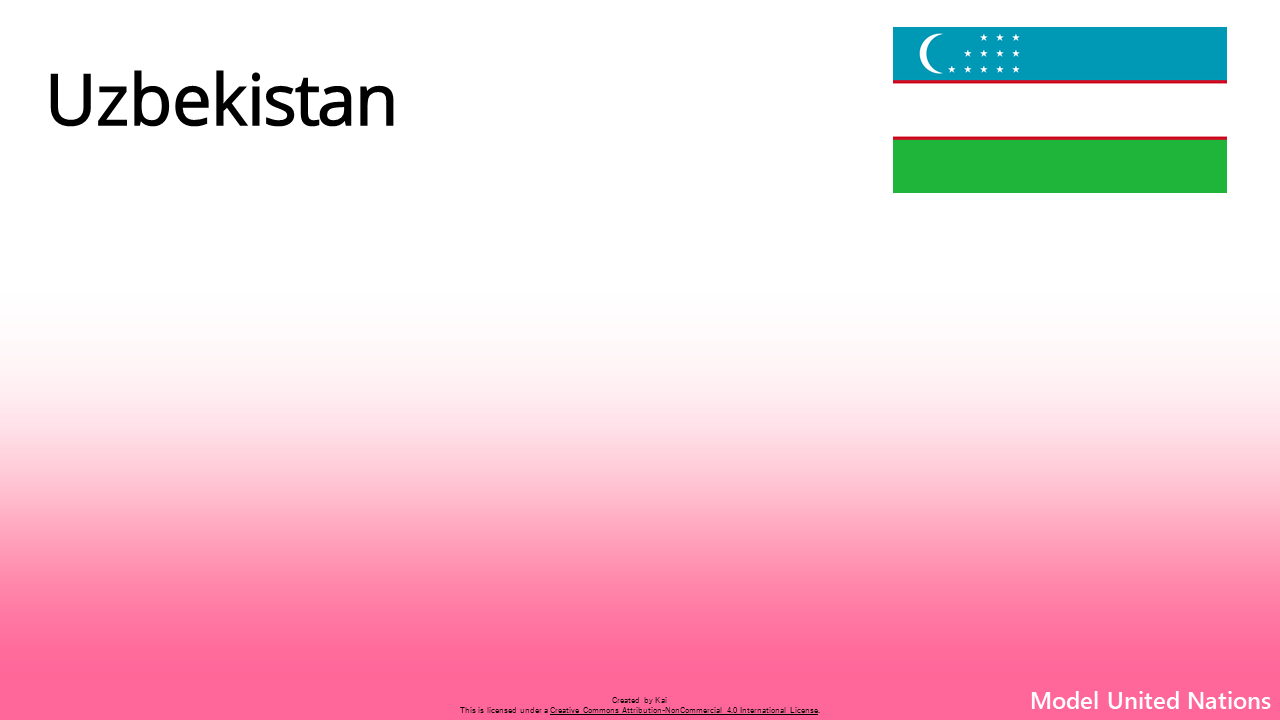 Uzbekistan
Created by Kai
This is licensed under a Creative Commons Attribution-NonCommercial 4.0 International License.
Model United Nations